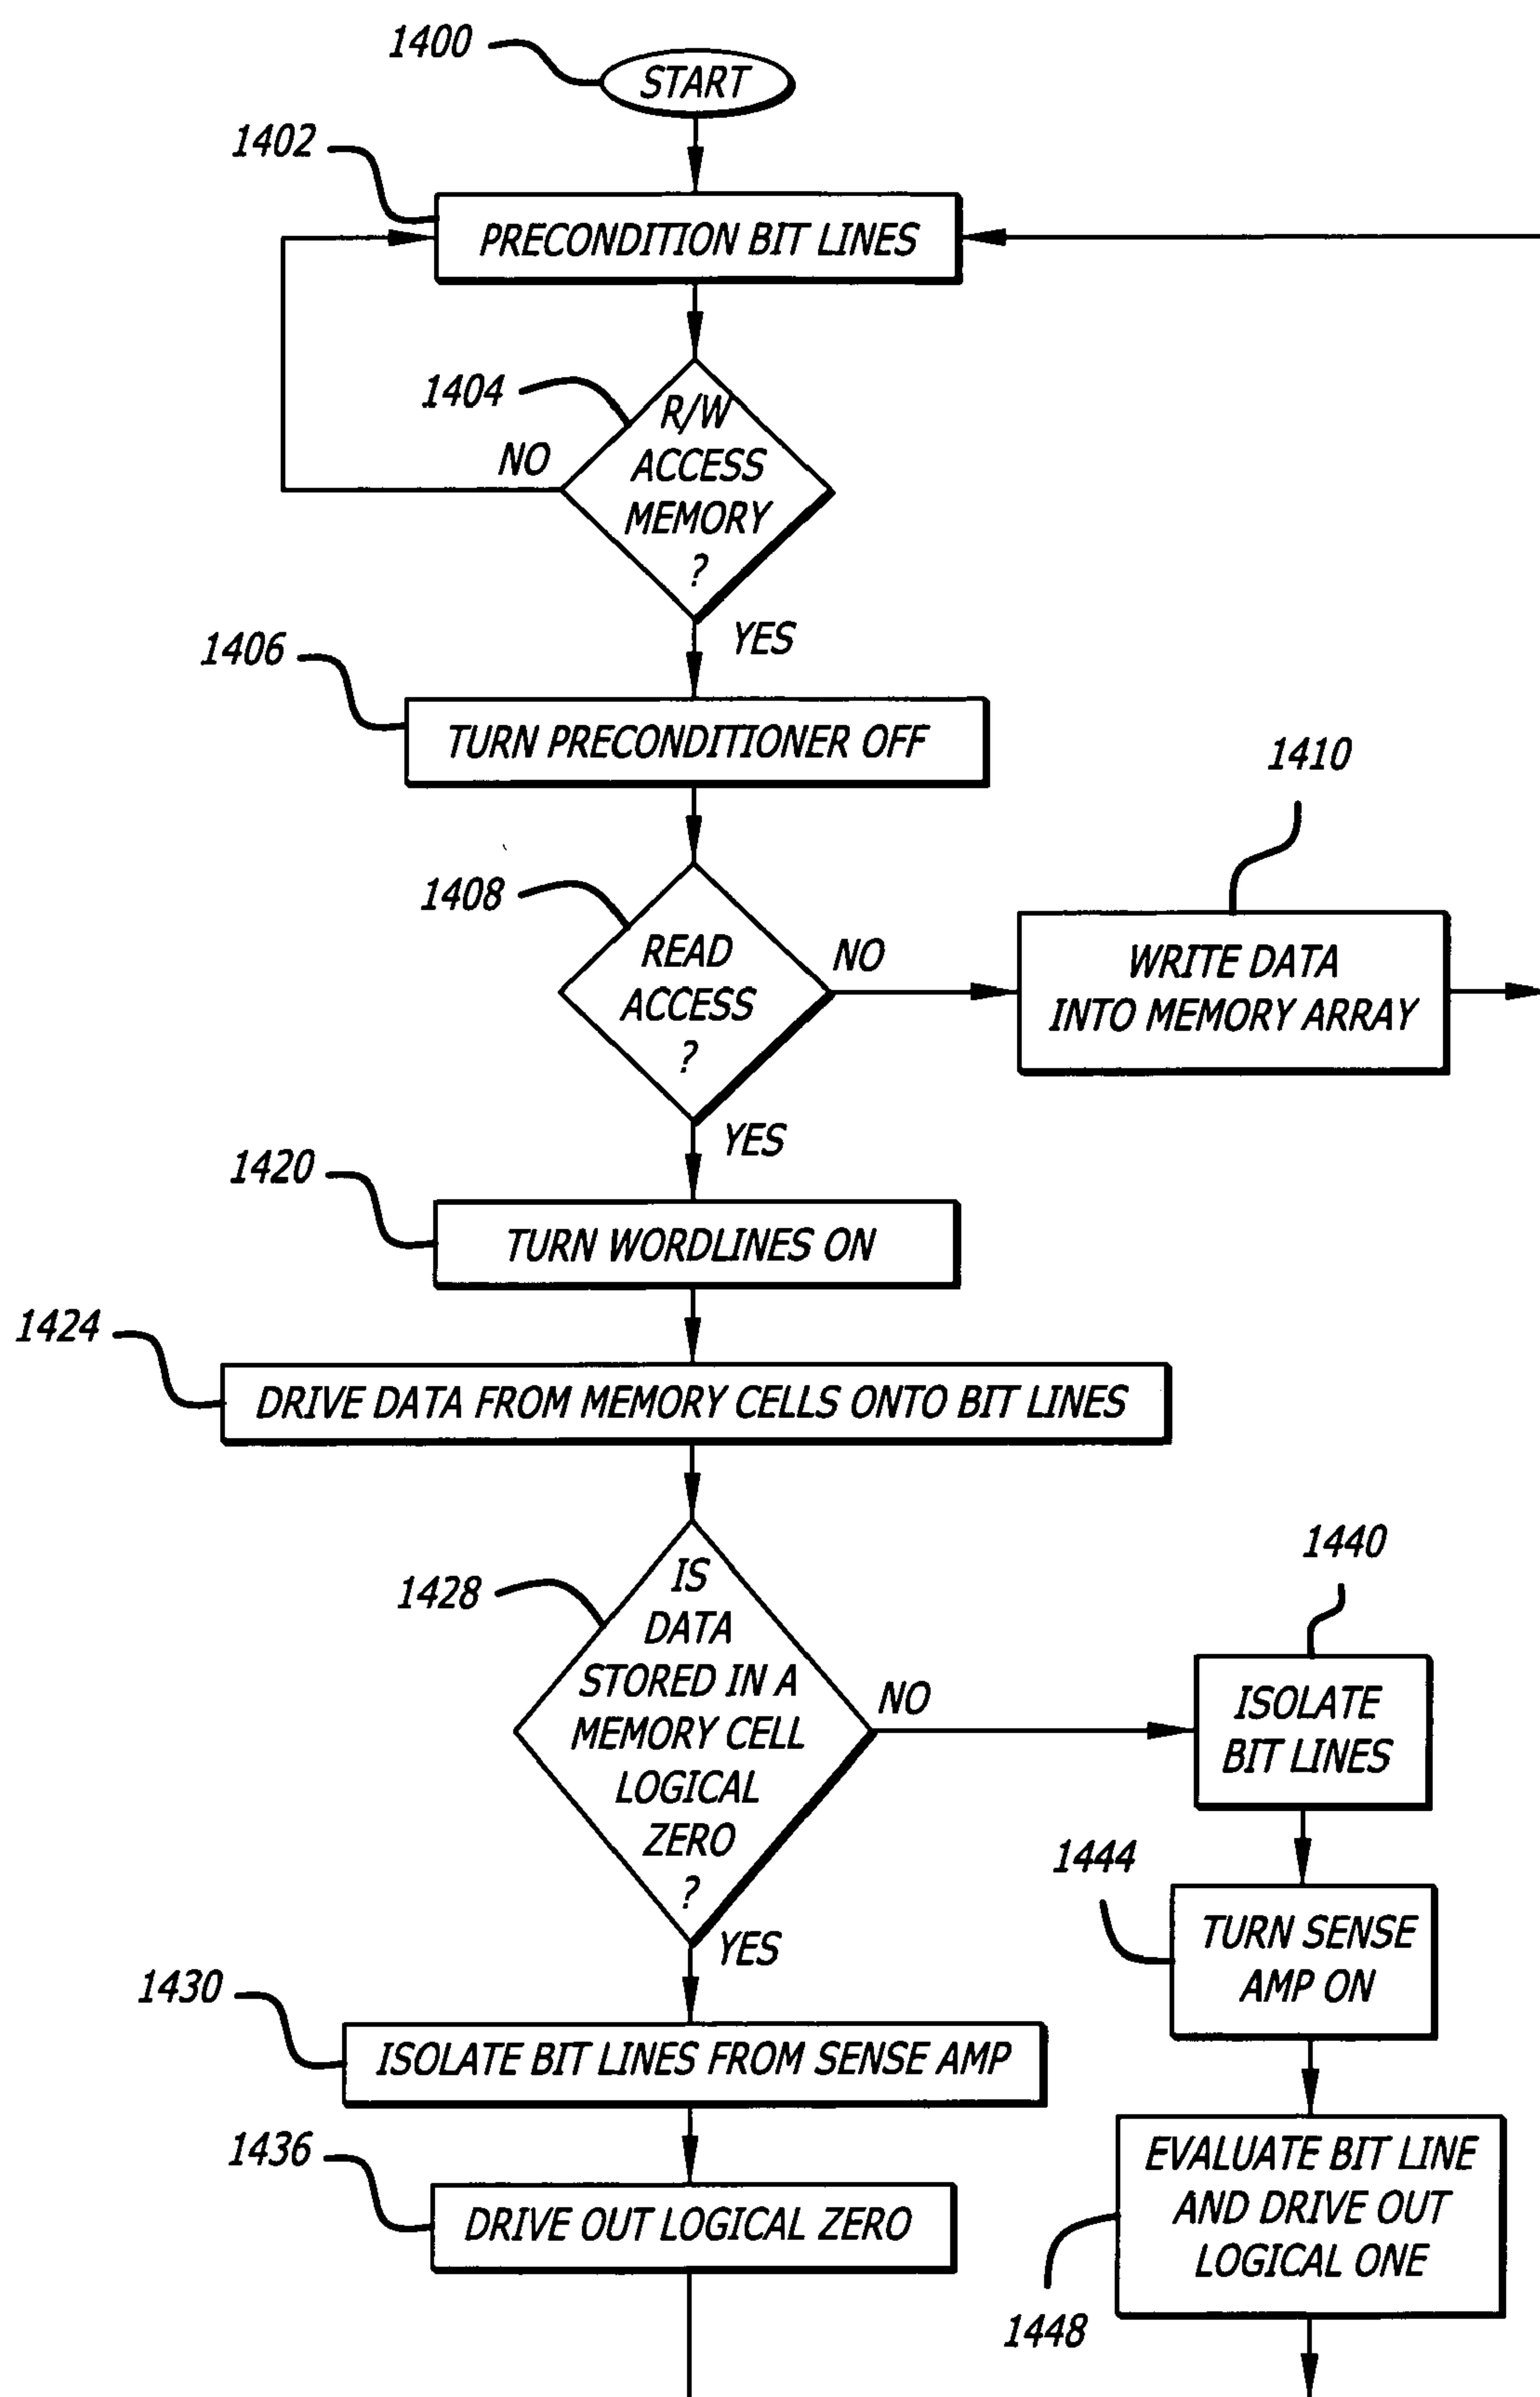 1400
START
1402
PRECONDITION BIT LINES
1404
R/W
ACCESS
MEMORY
?
NO
YES
1406
TURN PRECONDITIONER OFF
1410
1408
READ
ACCESS
?
NO
WRITE DATA
INTO MEMORY ARRAY
YES
1420
TURN WORDLINES ON
1424
DRIVE DATA FROM MEMORY CELLS ONTO BIT LINES
1428
IS
DATA
STORED IN A
MEMORY CELL
LOGICAL
ZERO
?
NO
1440
ISOLATE
BIT LINES
YES
1444
TURN SENSE
AMP ON
1430
ISOLATE BIT LINES FROM SENSE AMP
1436
DRIVE OUT LOGICAL ZERO
EVALUATE BIT LINE
AND DRIVE OUT
LOGICAL ONE
1448